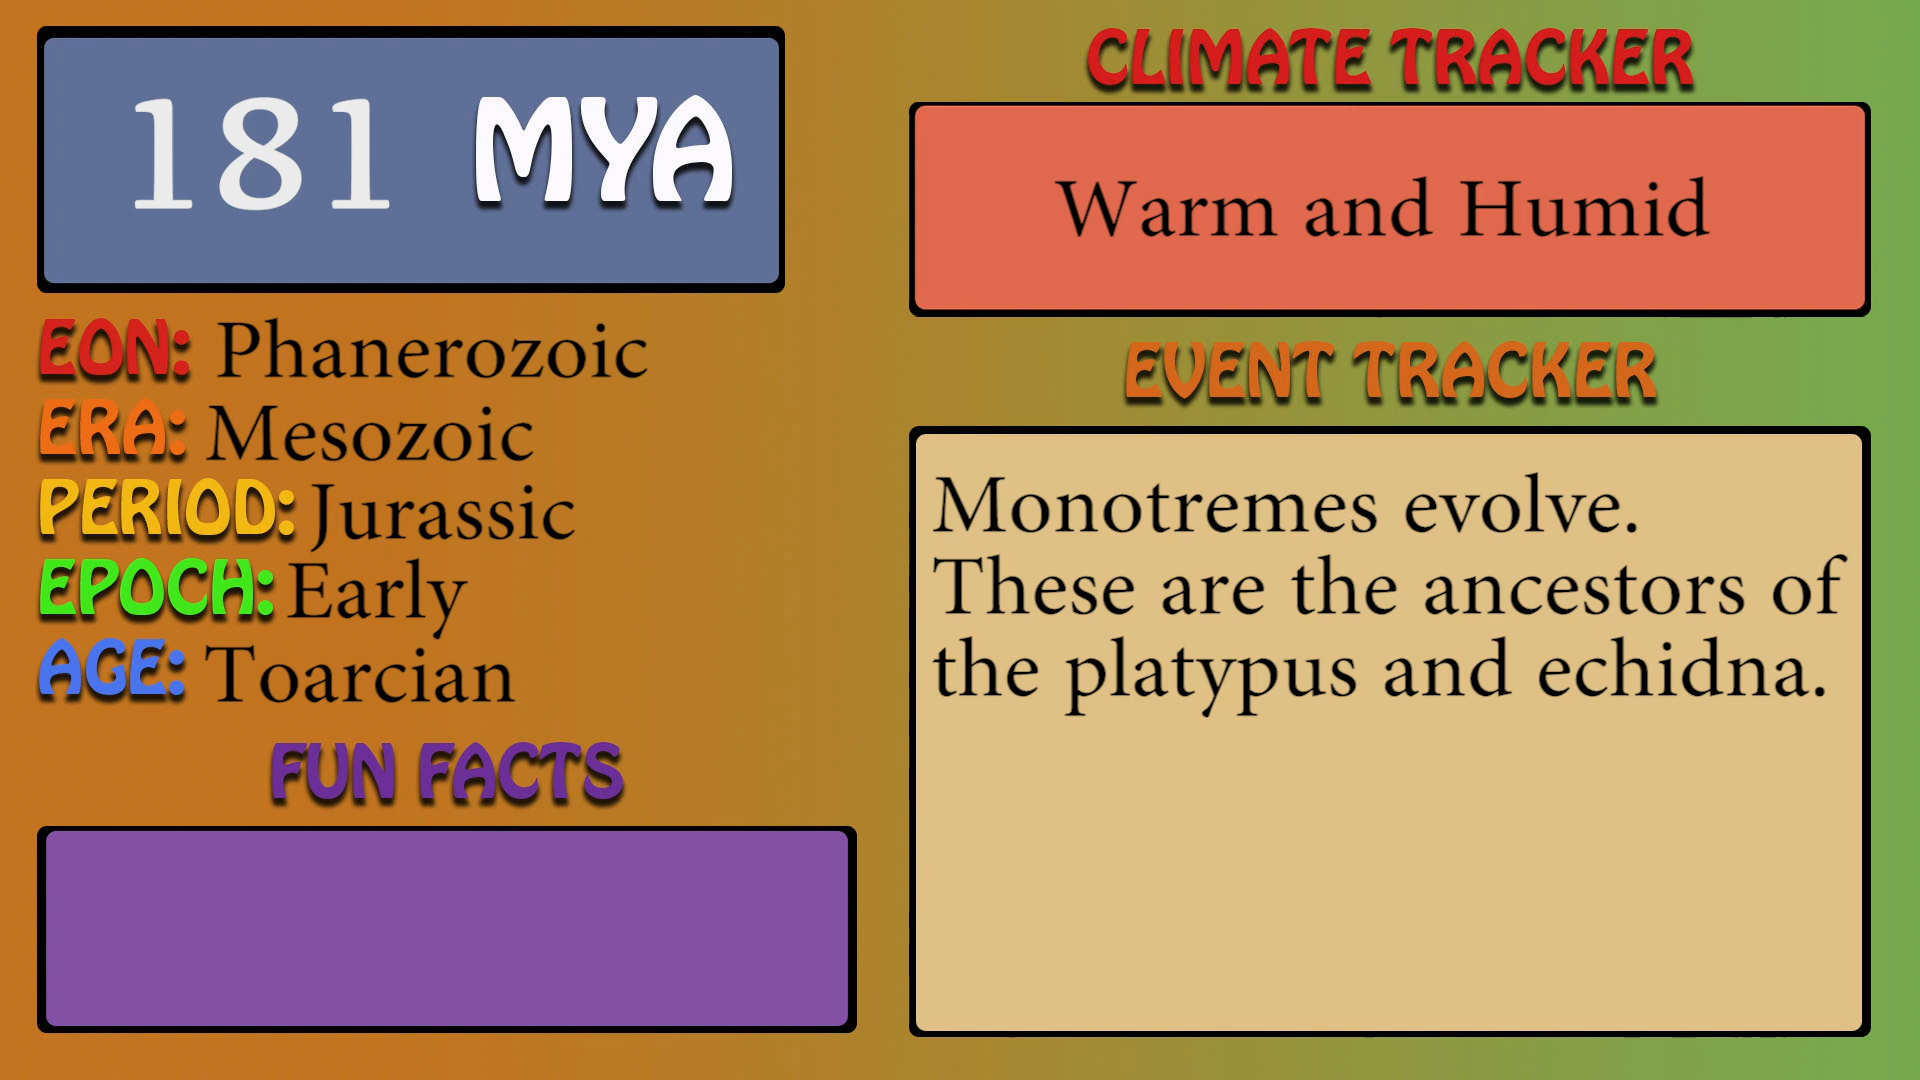 181 MYA
EON: Phanerozoic
ERA: Mesozoic
PERIOD: Jurassic
EPOCH: Early
AGE: Toarcian
FUN FACTS
CLIMATE TRACKER
Warm and Humid
EVENT TRACKER
Monotremes evolve.
These are the ancestors of
the platypus and echidna.